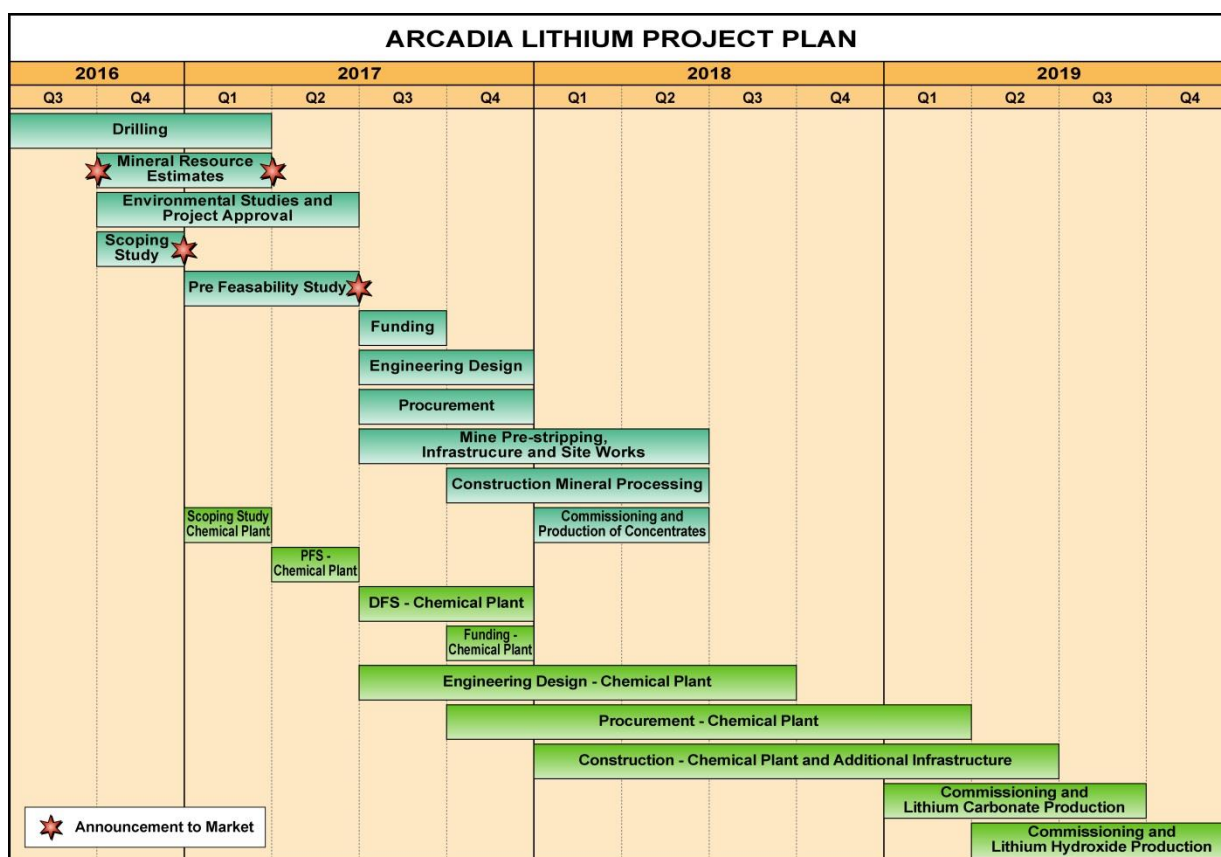 ARCADIA LITHIUM PROJECT PLAN
2016 2017 2018 2019
Q3 Q4 Q1 Q2 Q3 Q4 Q1 Q2 Q3 Q4 Q1 Q2 Q3 Q4
Drilling
Mineral Resource
Estimates
Environmental Studies and
Project Approval
Scoping
Study
Pre Feasability Study
Funding
Engineering Design
Procurement
Mine Pre-stripping,
Infrastrucure and Site Works
Construction Mineral Processing
Scoping Study
Chemical Plant
Commissioning and
Production of Concentrates
PFS -
Chemical Plant
DFS - Chemical Plant
Funding -
Chemical Plant
Engineering Design - Chemical Plant
Procurement - Chemical Plant
Construction - Chemical Plant and Additional Infrastructure
Commissioning and
Lithium Carbonate Production
Announcement to Market
Commissioning and
Lithium Hydroxide Production